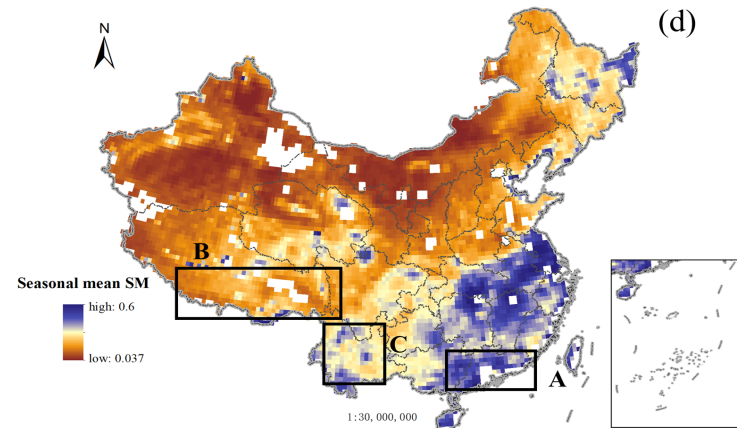 (d)
N
B
Seasonal mean SM
high: 0.6
low: 0.037
C
A
1:30, 000, 000